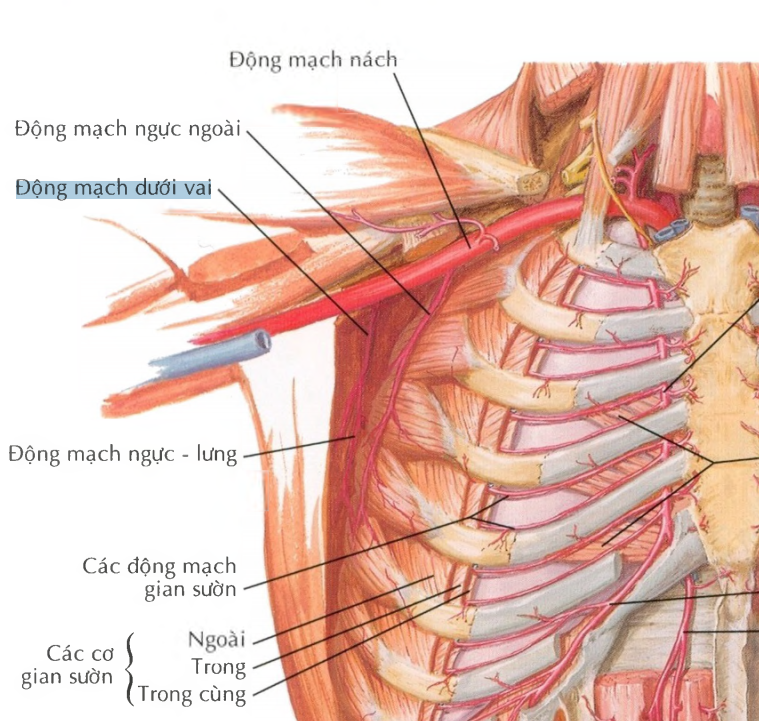 Động mạch nách
Động mạch ngực ngoài
Động mạch dưới vai
Động mạch ngực - lưng
Các động mạch
gian sườn
Ngoài
Các cơ
gian sườn
Trong
Trong cùng